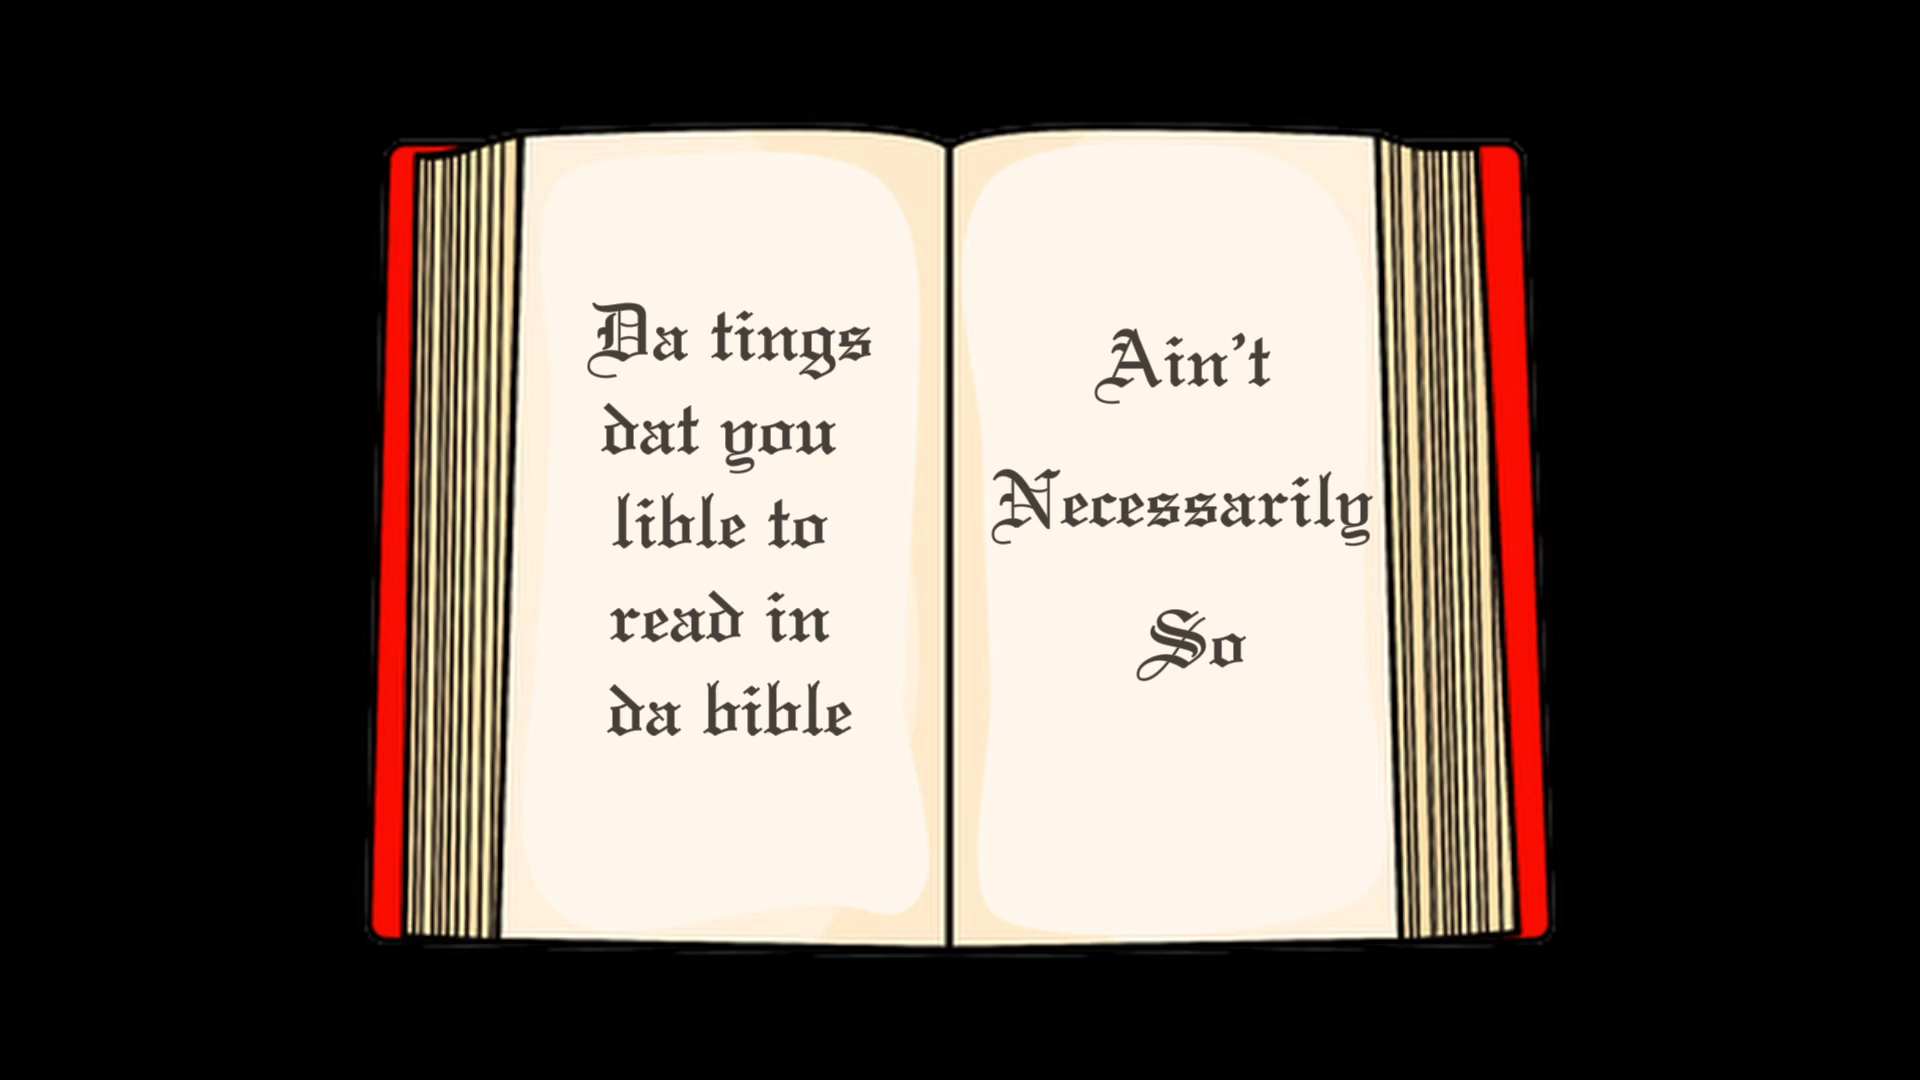 Da tings
dat you
lible to
read in
da bible
Ain't
Necessarily
So